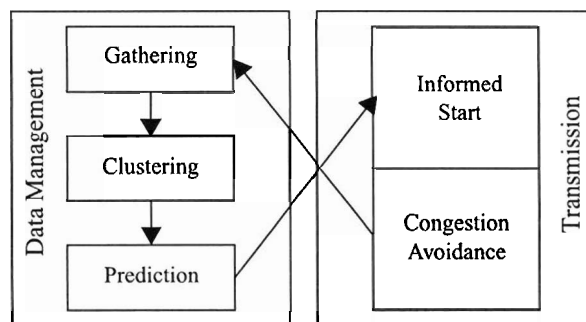 Data Management
Gathering
Clustering
Prediction
Informed
Start
Congestion
Avoidance
Transmission